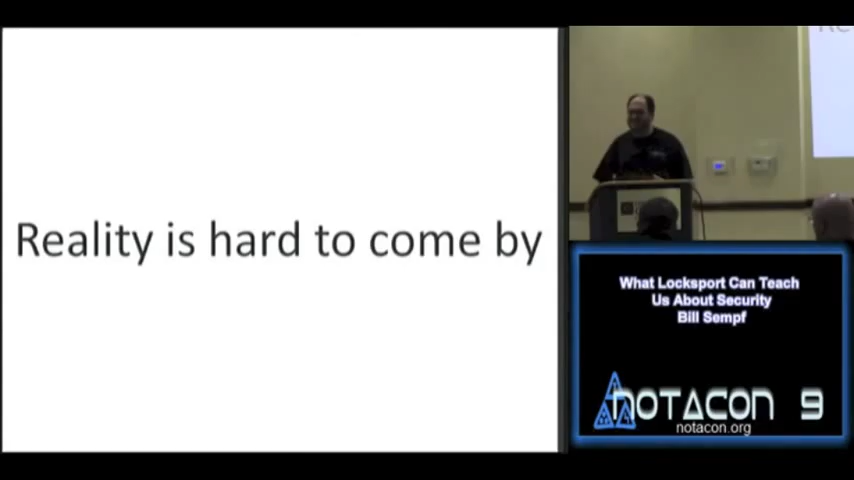 Reality is hard to come by
What Locksport Can Teach
Us About Security
Bill Sempf
NOTACON 9
notacon.org